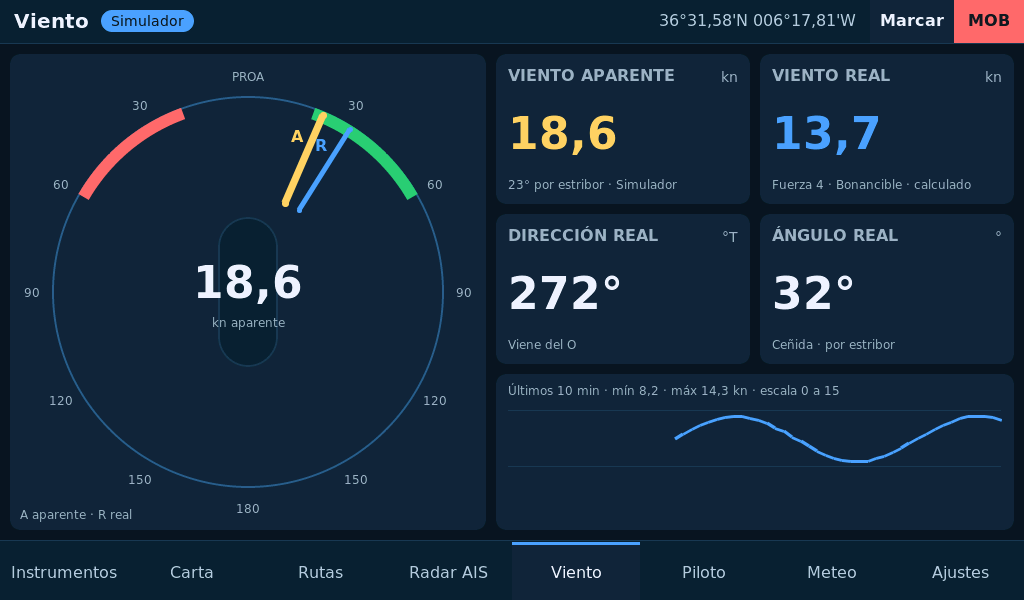 Viento Simulador 36°31,58'N 006°17,81'W Marcar MOB
PROA
30 30
60 60
90 90
120 120
150 150
180
A R
18,6
kn aparente
A aparente · R real
VIENTO APARENTE kn
18,6
23° por estribor · Simulador
VIENTO REAL kn
13,7
Fuerza 4 · Bonancible · calculado
DIRECCIÓN REAL °T
272°
Viene del O
ÁNGULO REAL °
32°
Ceñida · por estribor
Últimos 10 min · mín 8,2 · máx 14,3 kn · escala 0 a 15
Instrumentos Carta Rutas Radar AIS Viento Piloto Meteo Ajustes